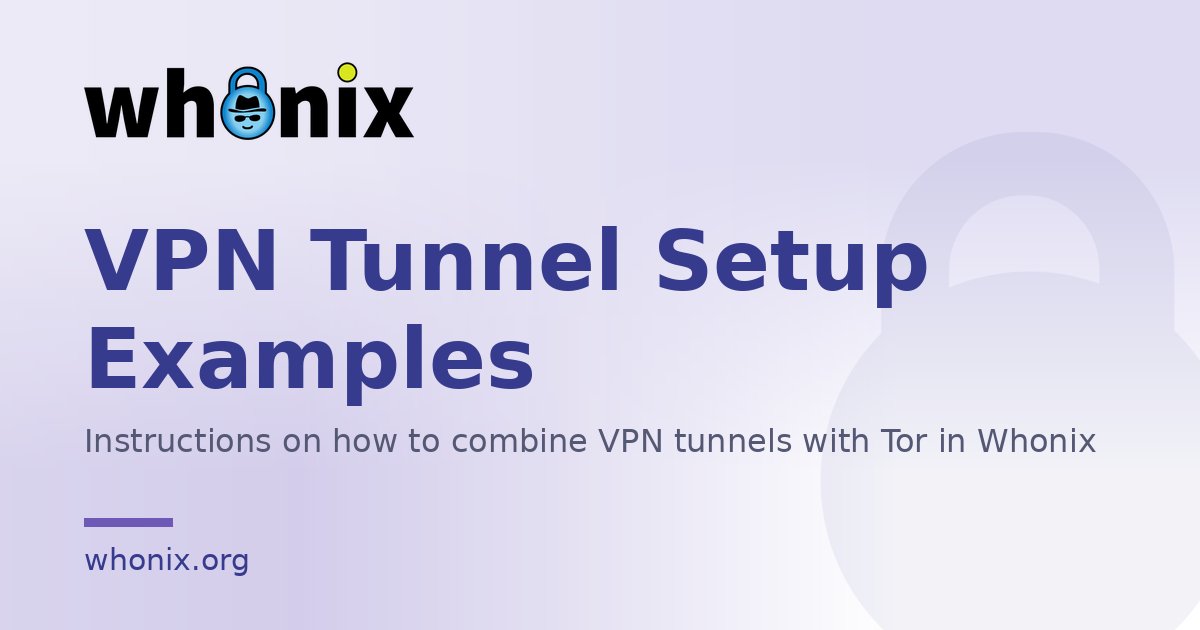 whonix
VPN Tunnel Setup
Examples
Instructions on how to combine VPN tunnels with Tor in Whonix
whonix.org